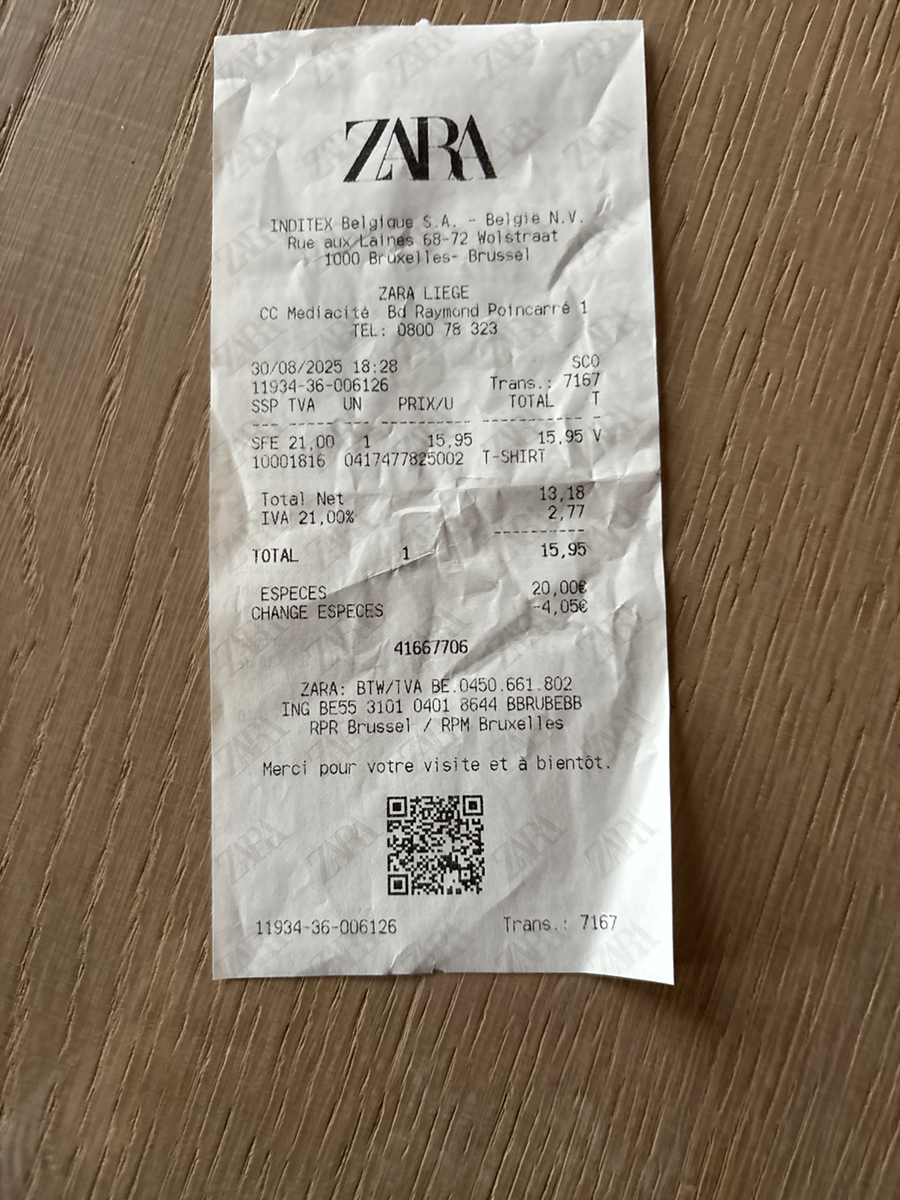 ZARA
INDITEX Belgique S.A. - België N.V.
Rue aux Laines 68-72 Wolstraat
1000 Bruxelles- Brussel
ZARA LIEGE
CC Mediacité Bd Raymond Poincarré 1
TEL: 0800 78 323
30/08/2025 18:28 SCO
11934-36-006126 Trans.: 7167
SSP TVA UN PRIX/U TOTAL T
SFE 21,00 1 15,95 15,95 V
10001816 0417477825002 T-SHIRT
Total Net 13,18
IVA 21,00% 2,77
TOTAL 1 15,95
ESPECES 20,00€
CHANGE ESPECES -4,05€
41667706
ZARA: BTW/TVA BE.0450.661.802
ING BE55 3101 0401 8644 BBRUBEBB
RPR Brussel / RPM Bruxelles
Merci pour votre visite et à bientôt.
11934-36-006126 Trans.: 7167